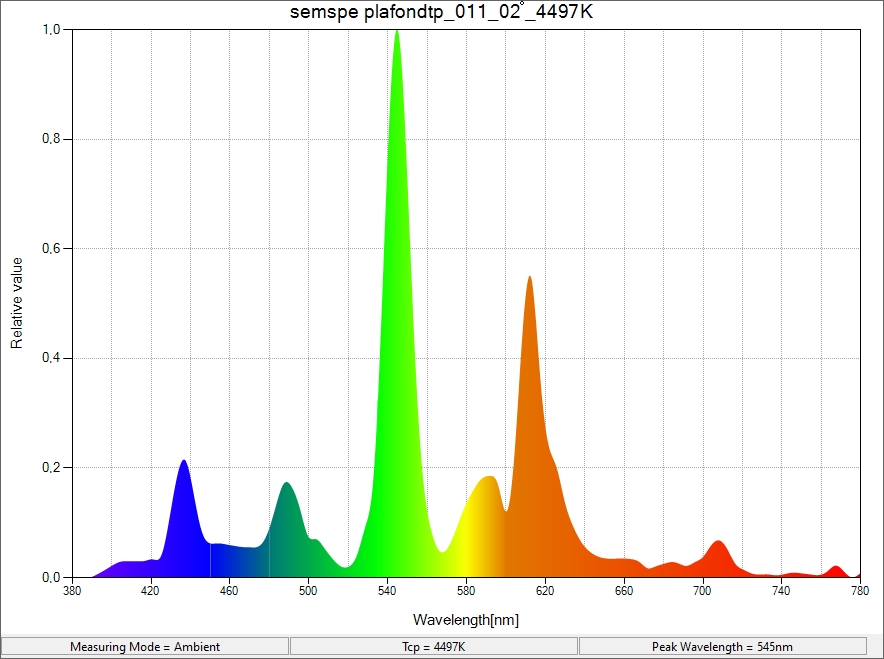 semspe plafondtp_011_02°_4497K
1,0
0,8
0,6
0,4
0,2
0,0
Relative value
380 420 460 500 540 580 620 660 700 740 780
Wavelength[nm]
Measuring Mode = Ambient Tcp = 4497K Peak Wavelength = 545nm